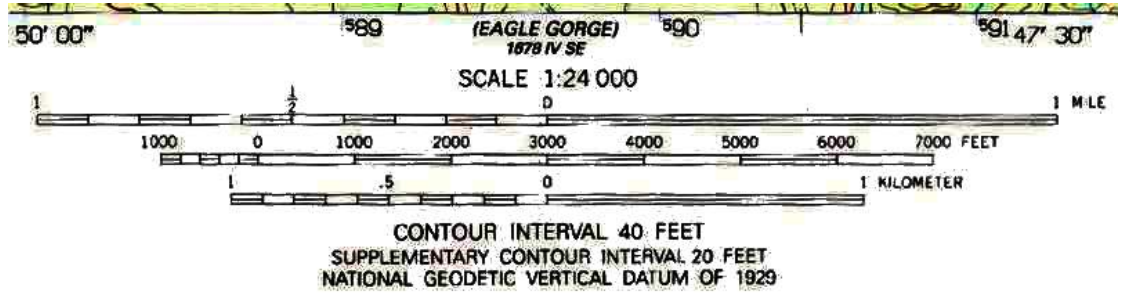 50' 00" ⁵89 (EAGLE GORGE) ⁵90 ⁵91 47' 30"
1678 IV SE
SCALE 1:24 000
1 1/2 0 1 MILE
1000 0 1000 2000 3000 4000 5000 6000 7000 FEET
1 .5 0 1 KILOMETER
CONTOUR INTERVAL 40 FEET
SUPPLEMENTARY CONTOUR INTERVAL 20 FEET
NATIONAL GEODETIC VERTICAL DATUM OF 1929